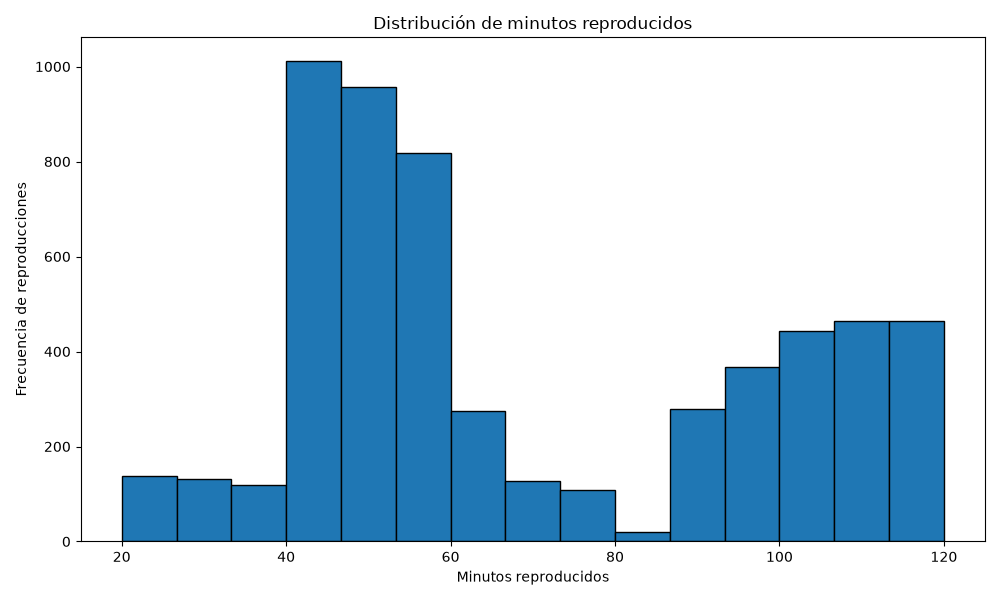 Distribución de minutos reproducidos
Frecuencia de reproducciones
1000
800
600
400
200
0
20 40 60 80 100 120
Minutos reproducidos